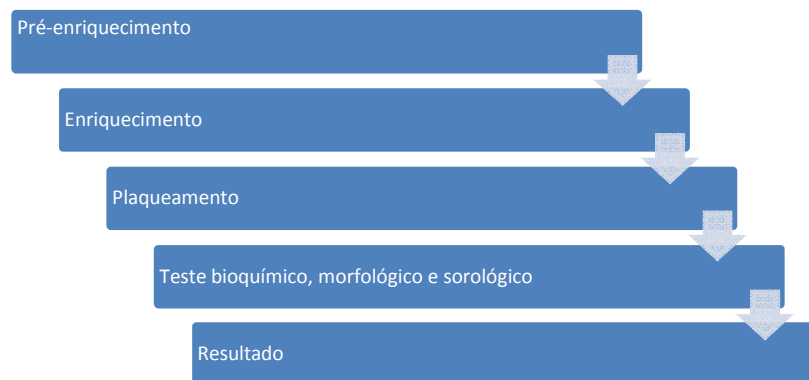 Pré-enriquecimento
Enriquecimento
Plaqueamento
Teste bioquímico, morfológico e sorológico
Resultado